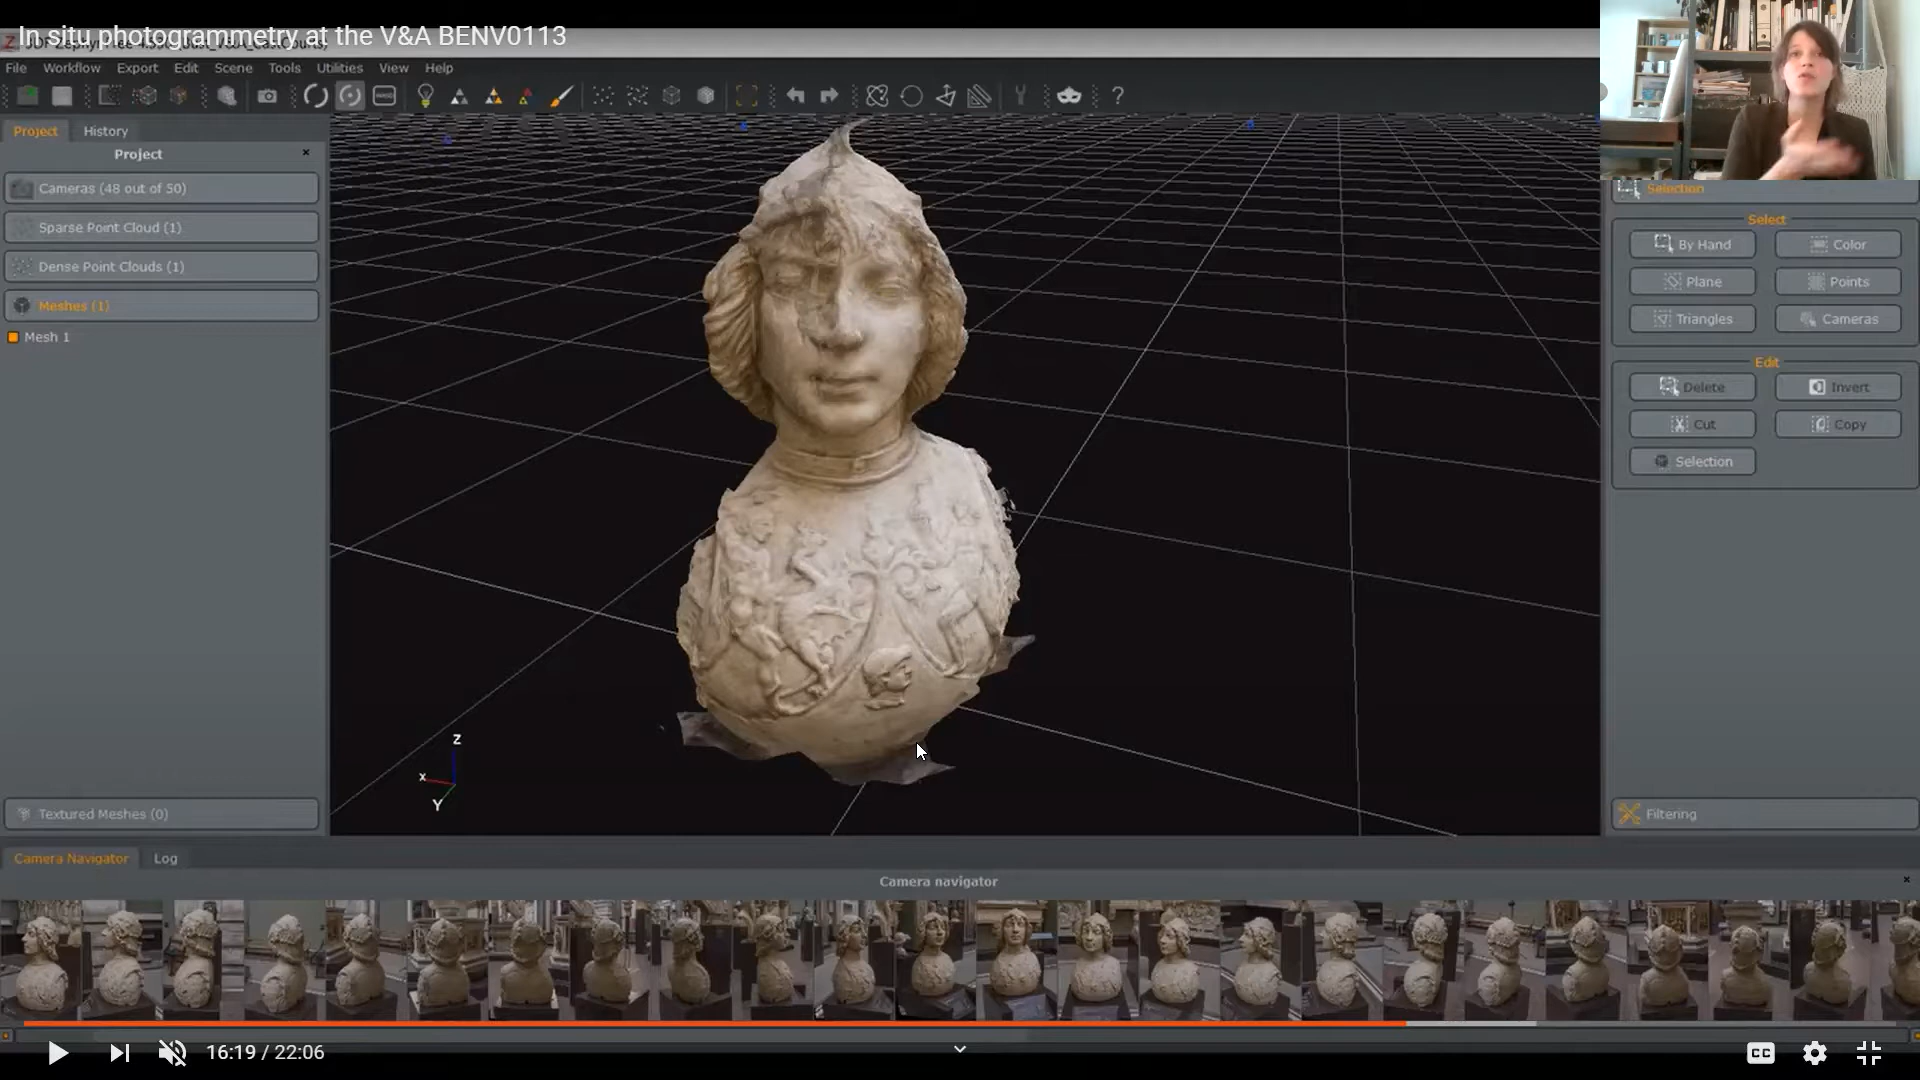 In situ photogrammetry at the V&A BENV0113
File Workflow Export Edit Scene Tools Utilities View Help
Project History
Project
Cameras (48 out of 50)
Sparse Point Cloud (1)
Dense Point Clouds (1)
Meshes (1)
Mesh 1
Textured Meshes (0)
Z
X
Y
Selection
Select
By Hand Color
Plane Points
Triangles Cameras
Edit
Delete Invert
Cut Copy
Selection
Filtering
Camera Navigator Log
Camera navigator
16:19 / 22:06
CC